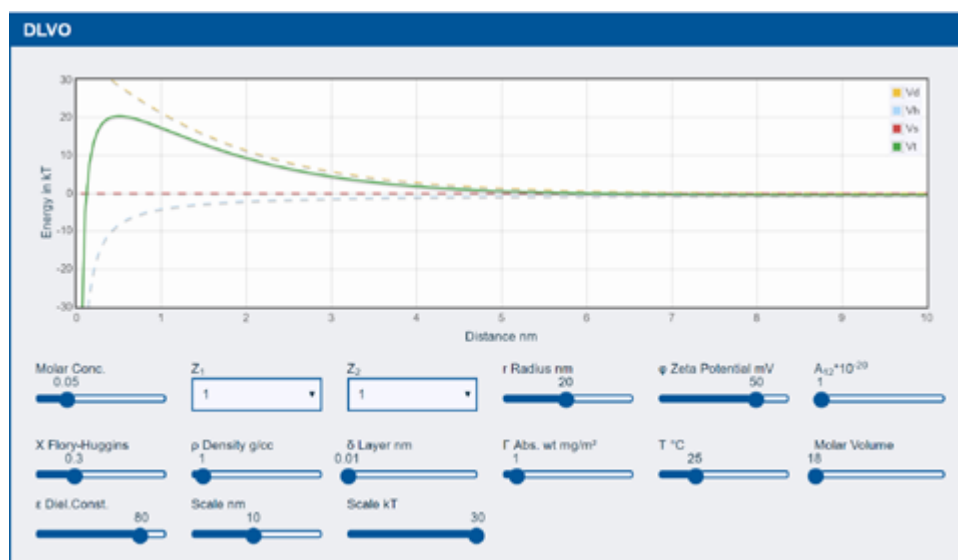 DLVO
30
20
10
0
-10
-20
-30
Energy in kT
Vd
Vh
Vs
Vt
0 1 2 3 4 5 6 7 8 9 10
Distance nm
Molar Conc. Z₁ Z₂ r Radius nm φ Zeta Potential mV A₁₂*10⁻²⁰
0.05 1 1 20 50 1
X Flory-Huggins ρ Density g/cc δ Layer nm Γ Abs. wt mg/m² T °C Molar Volume
0.3 1 0.01 1 25 18
ε Diel.Const. Scale nm Scale kT
80 10 30